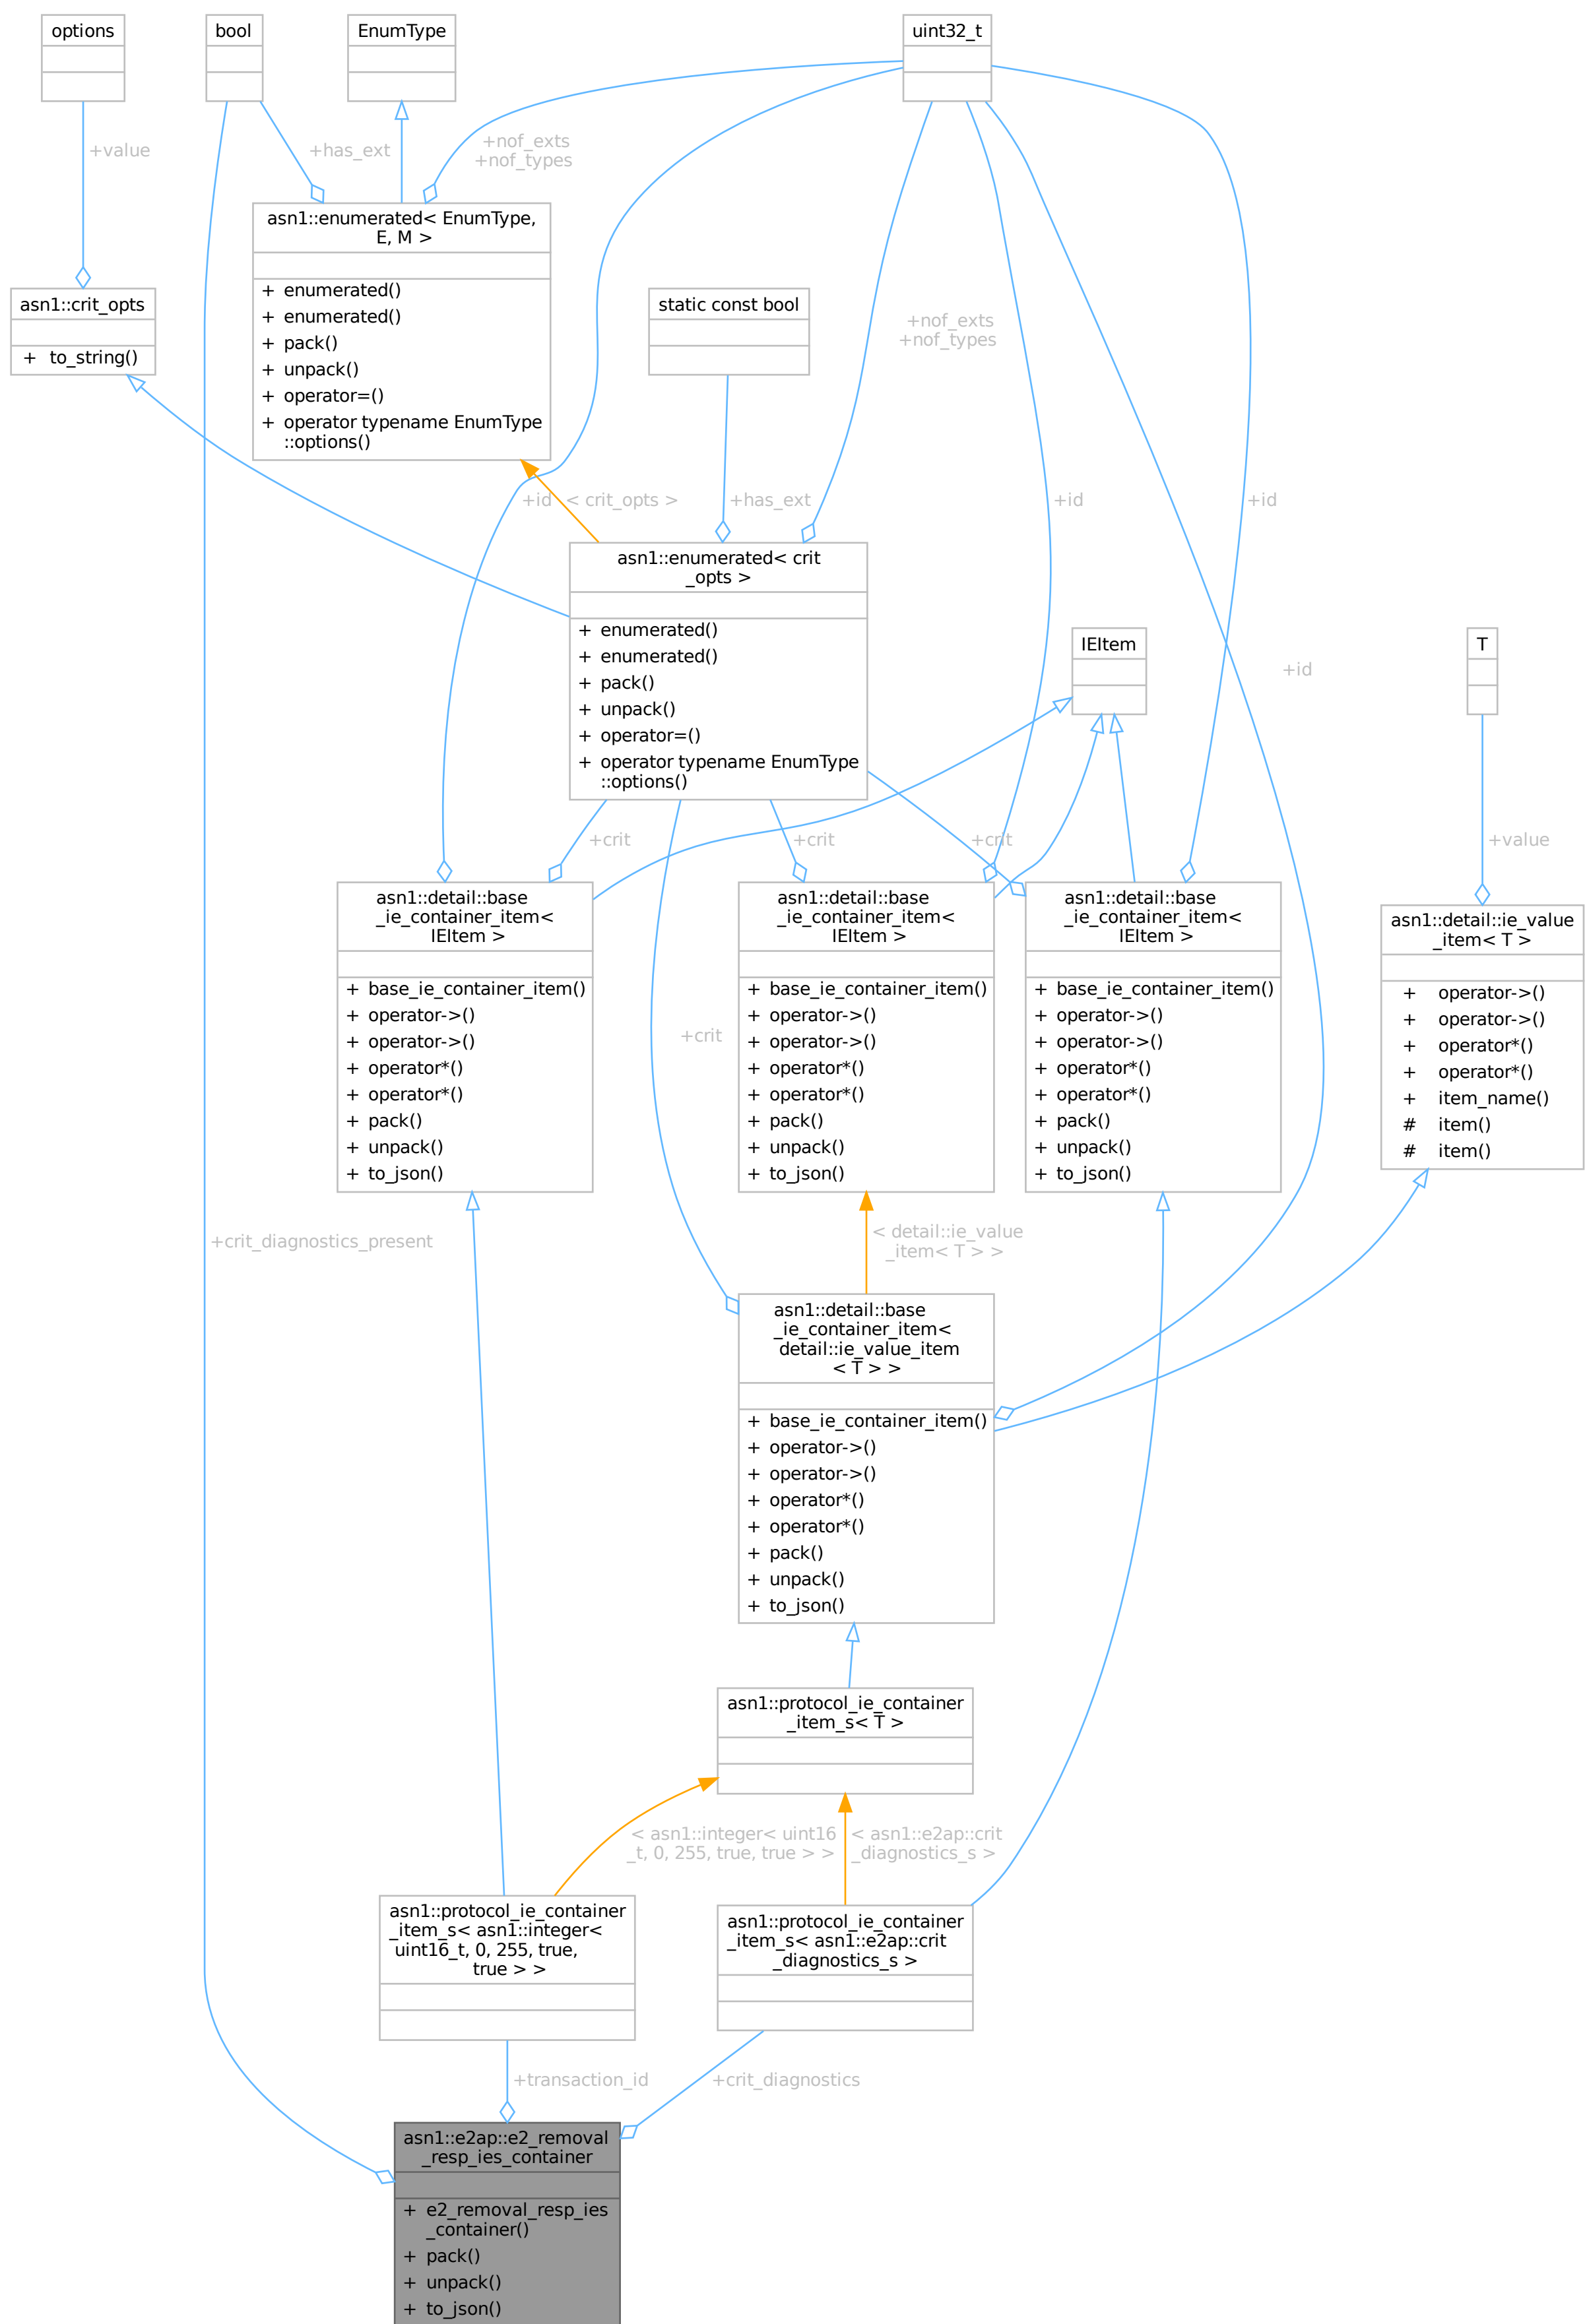 options
bool
EnumType
uint32_t
+value
+has_ext
+nof_exts
+nof_types
asn1::enumerated< EnumType,
E, M >
+ enumerated()
+ enumerated()
+ pack()
+ unpack()
+ operator=()
+ operator typename EnumType
::options()
asn1::crit_opts
+ to_string()
static const bool
+nof_exts
+nof_types
+id
< crit_opts >
+has_ext
+id
+id
asn1::enumerated< crit
_opts >
+ enumerated()
+ enumerated()
+ pack()
+ unpack()
+ operator=()
+ operator typename EnumType
::options()
IEItem
T
+id
+crit
+crit
+crit
+value
asn1::detail::base
_ie_container_item<
IEItem >
+ base_ie_container_item()
+ operator->()
+ operator->()
+ operator*()
+ operator*()
+ pack()
+ unpack()
+ to_json()
+crit
asn1::detail::base
_ie_container_item<
IEItem >
+ base_ie_container_item()
+ operator->()
+ operator->()
+ operator*()
+ operator*()
+ pack()
+ unpack()
+ to_json()
asn1::detail::base
_ie_container_item<
IEItem >
+ base_ie_container_item()
+ operator->()
+ operator->()
+ operator*()
+ operator*()
+ pack()
+ unpack()
+ to_json()
asn1::detail::ie_value
_item< T >
+ operator->()
+ operator->()
+ operator*()
+ operator*()
+ item_name()
# item()
# item()
+crit_diagnostics_present
< detail::ie_value
_item< T > >
asn1::detail::base
_ie_container_item<
detail::ie_value_item
< T > >
+ base_ie_container_item()
+ operator->()
+ operator->()
+ operator*()
+ operator*()
+ pack()
+ unpack()
+ to_json()
asn1::protocol_ie_container
_item_s< T >
< asn1::integer< uint16
_t, 0, 255, true, true > >
< asn1::e2ap::crit
_diagnostics_s >
asn1::protocol_ie_container
_item_s< asn1::integer<
uint16_t, 0, 255, true,
true > >
asn1::protocol_ie_container
_item_s< asn1::e2ap::crit
_diagnostics_s >
+transaction_id
+crit_diagnostics
asn1::e2ap::e2_removal
_resp_ies_container
+ e2_removal_resp_ies
_container()
+ pack()
+ unpack()
+ to_json()